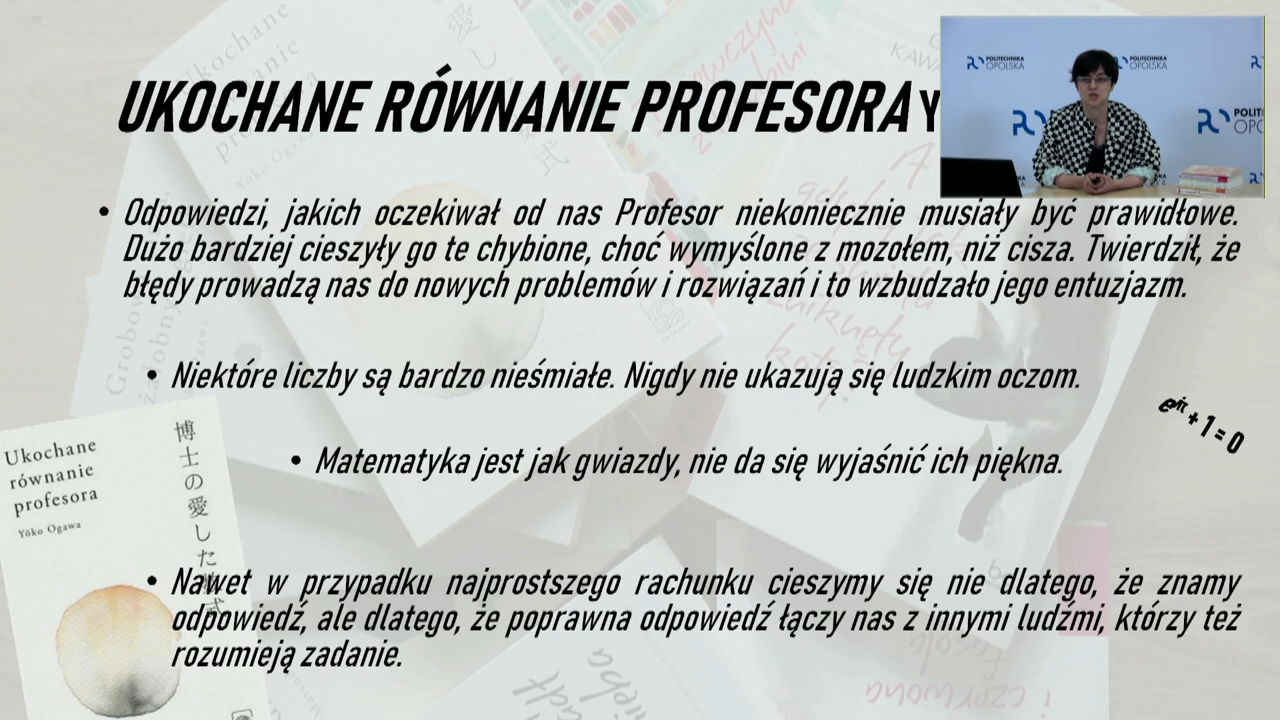 UKOCHANE RÓWNANIE PROFESORA Y
POLITECHNIKA
OPOLSKA
POLITECHNIKA
OPOLSKA
• Odpowiedzi, jakich oczekiwał od nas Profesor niekoniecznie musiały być prawidłowe.
Dużo bardziej cieszyły go te chybione, choć wymyślone z mozołem, niż cisza. Twierdził, że
błędy prowadzą nas do nowych problemów i rozwiązań i to wzbudzało jego entuzjazm.
• Niektóre liczby są bardzo nieśmiałe. Nigdy nie ukazują się ludzkim oczom.
e^iπ + 1 = 0
• Matematyka jest jak gwiazdy, nie da się wyjaśnić ich piękna.
• Nawet w przypadku najprostszego rachunku cieszymy się nie dlatego, że znamy
odpowiedź, ale dlatego, że poprawna odpowiedź łączy nas z innymi ludźmi, którzy też
rozumieją zadanie.
Ukochane
równanie
profesora
Yōko Ogawa
博士の愛した数式